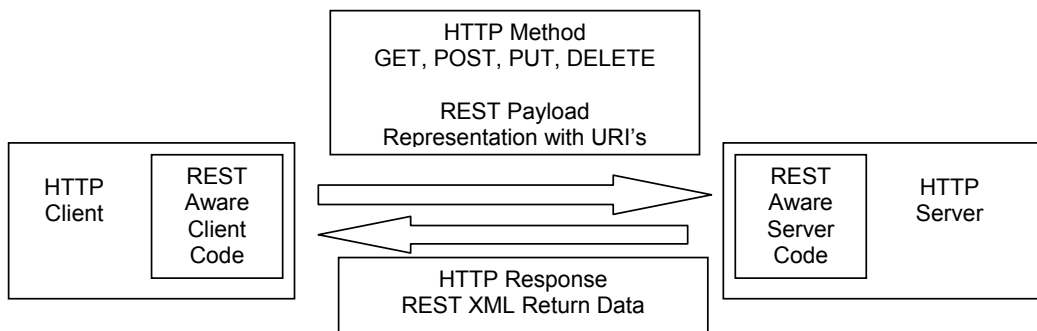 HTTP Method
GET, POST, PUT, DELETE
REST Payload
Representation with URI's
HTTP
Client
REST
Aware
Client
Code
REST
Aware
Server
Code
HTTP
Server
HTTP Response
REST XML Return Data